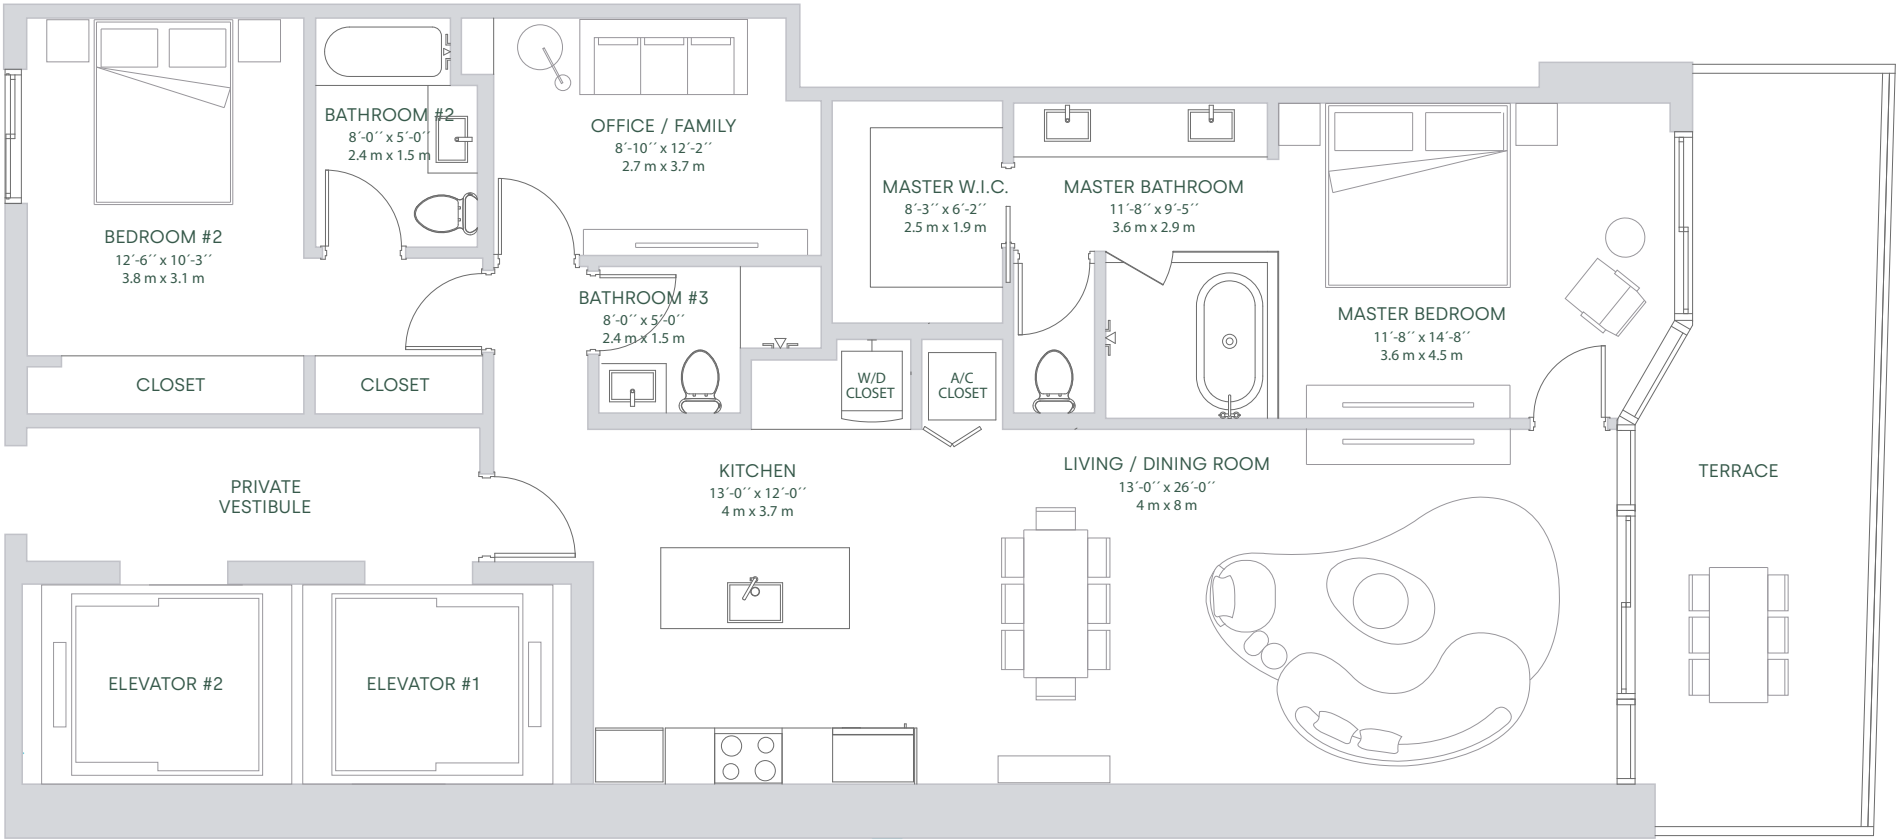 BATHROOM #2
8´-0´´ x 5´-0´´
2.4 m x 1.5 m
OFFICE / FAMILY
8´-10´´ x 12´-2´´
2.7 m x 3.7 m
MASTER W.I.C.
8´-3´´ x 6´-2´´
2.5 m x 1.9 m
MASTER BATHROOM
11´-8´´ x 9´-5´´
3.6 m x 2.9 m
BEDROOM #2
12´-6´´ x 10´-3´´
3.8 m x 3.1 m
BATHROOM #3
8´-0´´ x 5´-0´´
2.4 m x 1.5 m
MASTER BEDROOM
11´-8´´ x 14´-8´´
3.6 m x 4.5 m
CLOSET
CLOSET
W/D
CLOSET
A/C
CLOSET
PRIVATE
VESTIBULE
KITCHEN
13´-0´´ x 12´-0´´
4 m x 3.7 m
LIVING / DINING ROOM
13´-0´´ x 26´-0´´
4 m x 8 m
TERRACE
ELEVATOR #2
ELEVATOR #1